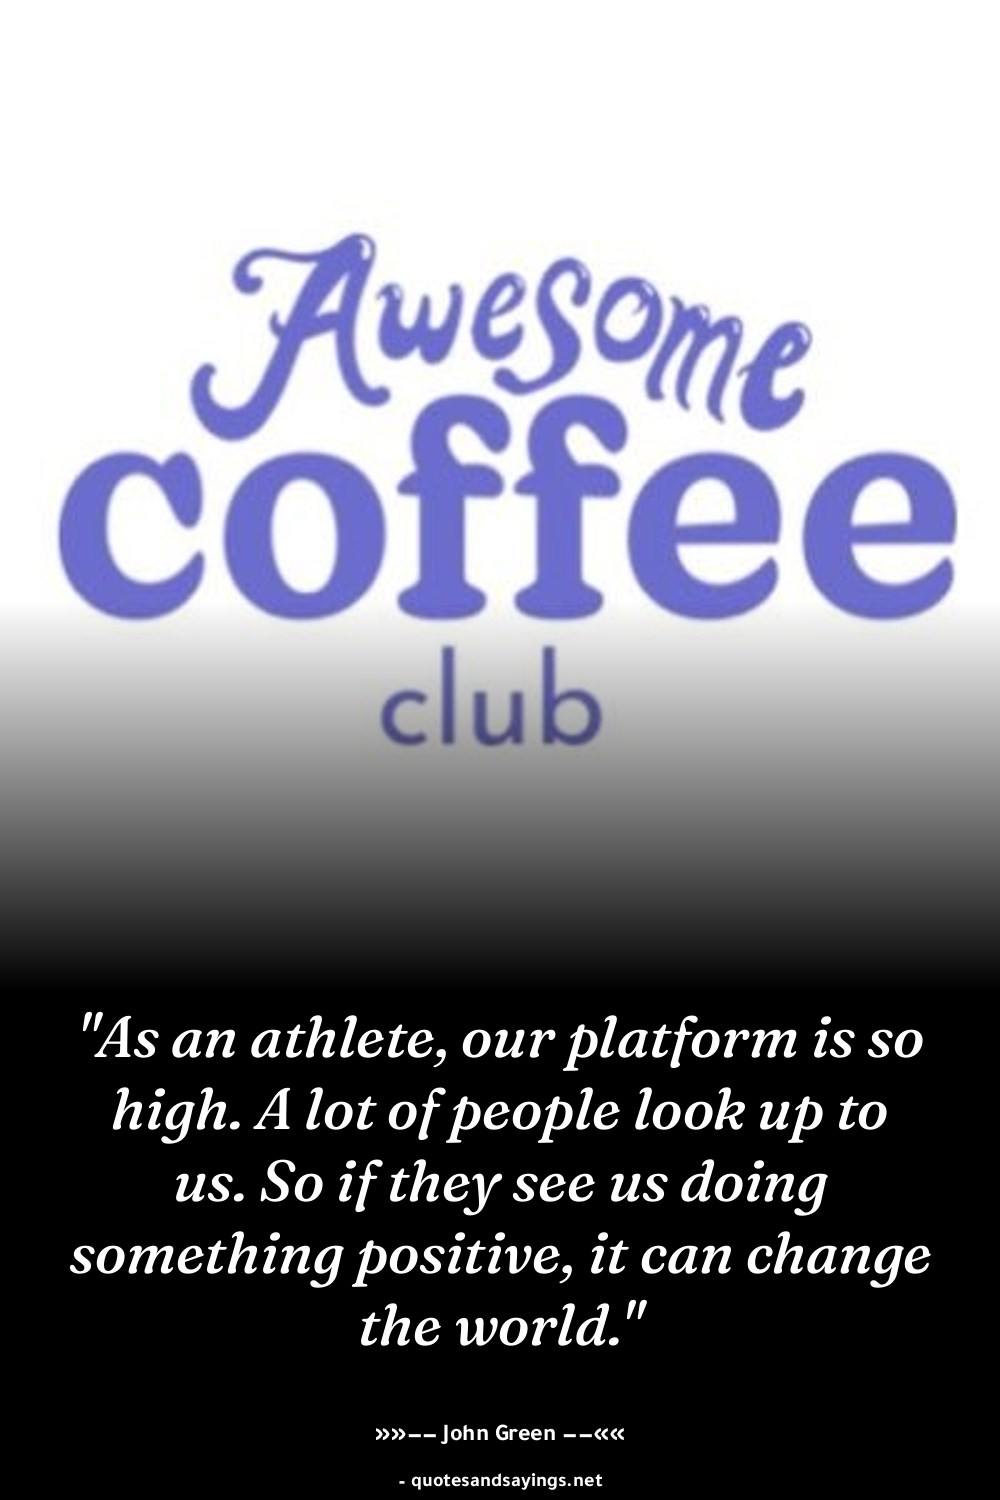 Awesome
coffee
club
"As an athlete, our platform is so
high. A lot of people look up to
us. So if they see us doing
something positive, it can change
the world."
»»—— John Green ——««
- quotesandsayings.net